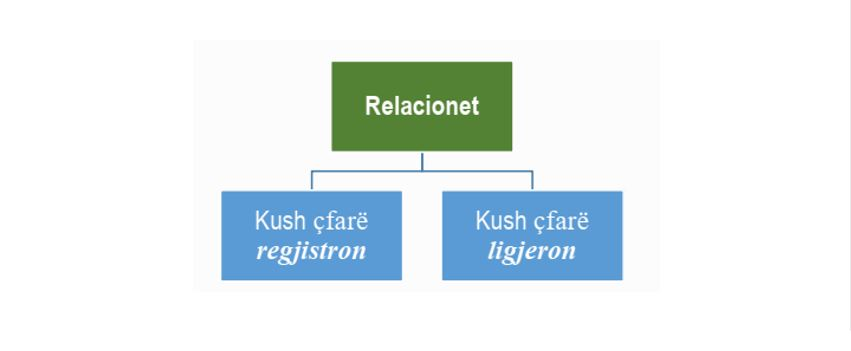 Relacionet
Kush çfarë
regjistron
Kush çfarë
ligjeron